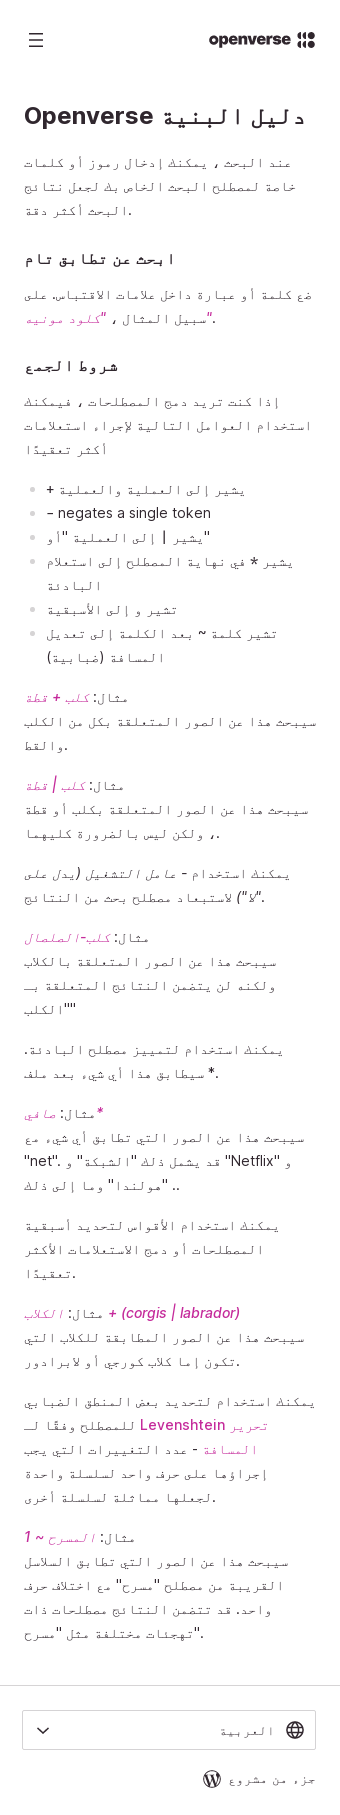 openverse
دليل البنية Openverse
عند البحث ، يمكنك إدخال رموز أو كلمات
خاصة لمصطلح البحث الخاص بك لجعل نتائج
البحث أكثر دقة.
ابحث عن تطابق تام
ضع كلمة أو عبارة داخل علامات الاقتباس. على
سبيل المثال ، "كلود مونيه".
شروط الجمع
إذا كنت تريد دمج المصطلحات ، فيمكنك
استخدام العوامل التالية لإجراء استعلامات
أكثر تعقيدًا
+ يشير إلى العملية والعملية
- negates a single token
يشير | إلى العملية "أو"
يشير * في نهاية المصطلح إلى استعلام
البادئة
تشير و إلى الأسبقية
تشير كلمة ~ بعد الكلمة إلى تعديل
المسافة (ضبابية)
مثال: كلب + قطة
سيبحث هذا عن الصور المتعلقة بكل من الكلب
والقط.
مثال: كلب | قطة
سيبحث هذا عن الصور المتعلقة بكلب أو قطة
، ولكن ليس بالضرورة كليهما.
يمكنك استخدام - عامل التشغيل (يدل على
"لا") لاستبعاد مصطلح بحث من النتائج.
مثال: كلب-الصلصال
سيبحث هذا عن الصور المتعلقة بالكلاب
ولكنه لن يتضمن النتائج المتعلقة بـ
"الكلب"
يمكنك استخدام لتمييز مصطلح البادئة.
سيطابق هذا أي شيء بعد ملف *.
مثال: صافي*
سيبحث هذا عن الصور التي تطابق أي شيء مع
"net". قد يشمل ذلك "الشبكة" و "Netflix" و
"هولندا" وما إلى ذلك ..
يمكنك استخدام الأقواس لتحديد أسبقية
المصطلحات أو دمج الاستعلامات الأكثر
تعقيدًا.
مثال: الكلاب + (corgis | labrador)
سيبحث هذا عن الصور المطابقة للكلاب التي
تكون إما كلاب كورجي أو لابرادور.
يمكنك استخدام لتحديد بعض المنطق الضبابي
للمصطلح وفقًا لـ Levenshtein تحرير
المسافة - عدد التغييرات التي يجب
إجراؤها على حرف واحد لسلسلة واحدة
لجعلها مماثلة لسلسلة أخرى.
مثال: المسرح ~ 1
سيبحث هذا عن الصور التي تطابق السلاسل
القريبة من مصطلح "مسرح" مع اختلاف حرف
واحد. قد تتضمن النتائج مصطلحات ذات
تهجئات مختلفة مثل "مسرح".
العربية
جزء من مشروع